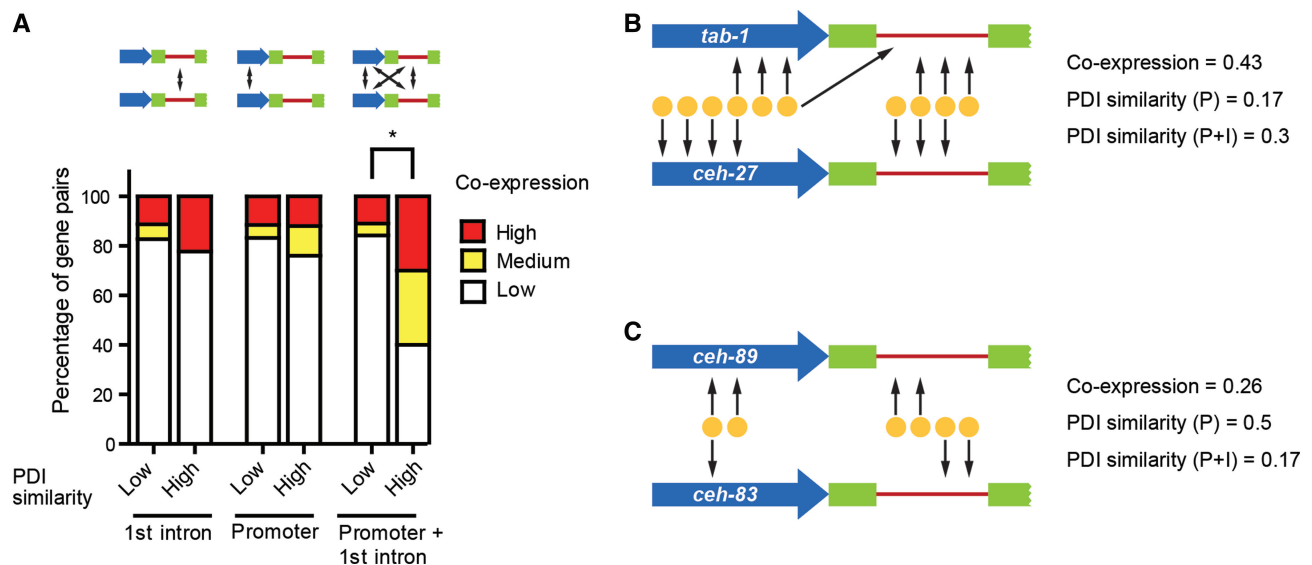 A
*
Co-expression
High
Medium
Low
Percentage of gene pairs
100
80
60
40
20
0
PDI
similarity
Low
High
Low
High
Low
High
1st intron
Promoter
Promoter +
1st intron
B
tab-1
ceh-27
Co-expression = 0.43
PDI similarity (P) = 0.17
PDI similarity (P+I) = 0.3
C
ceh-89
ceh-83
Co-expression = 0.26
PDI similarity (P) = 0.5
PDI similarity (P+I) = 0.17